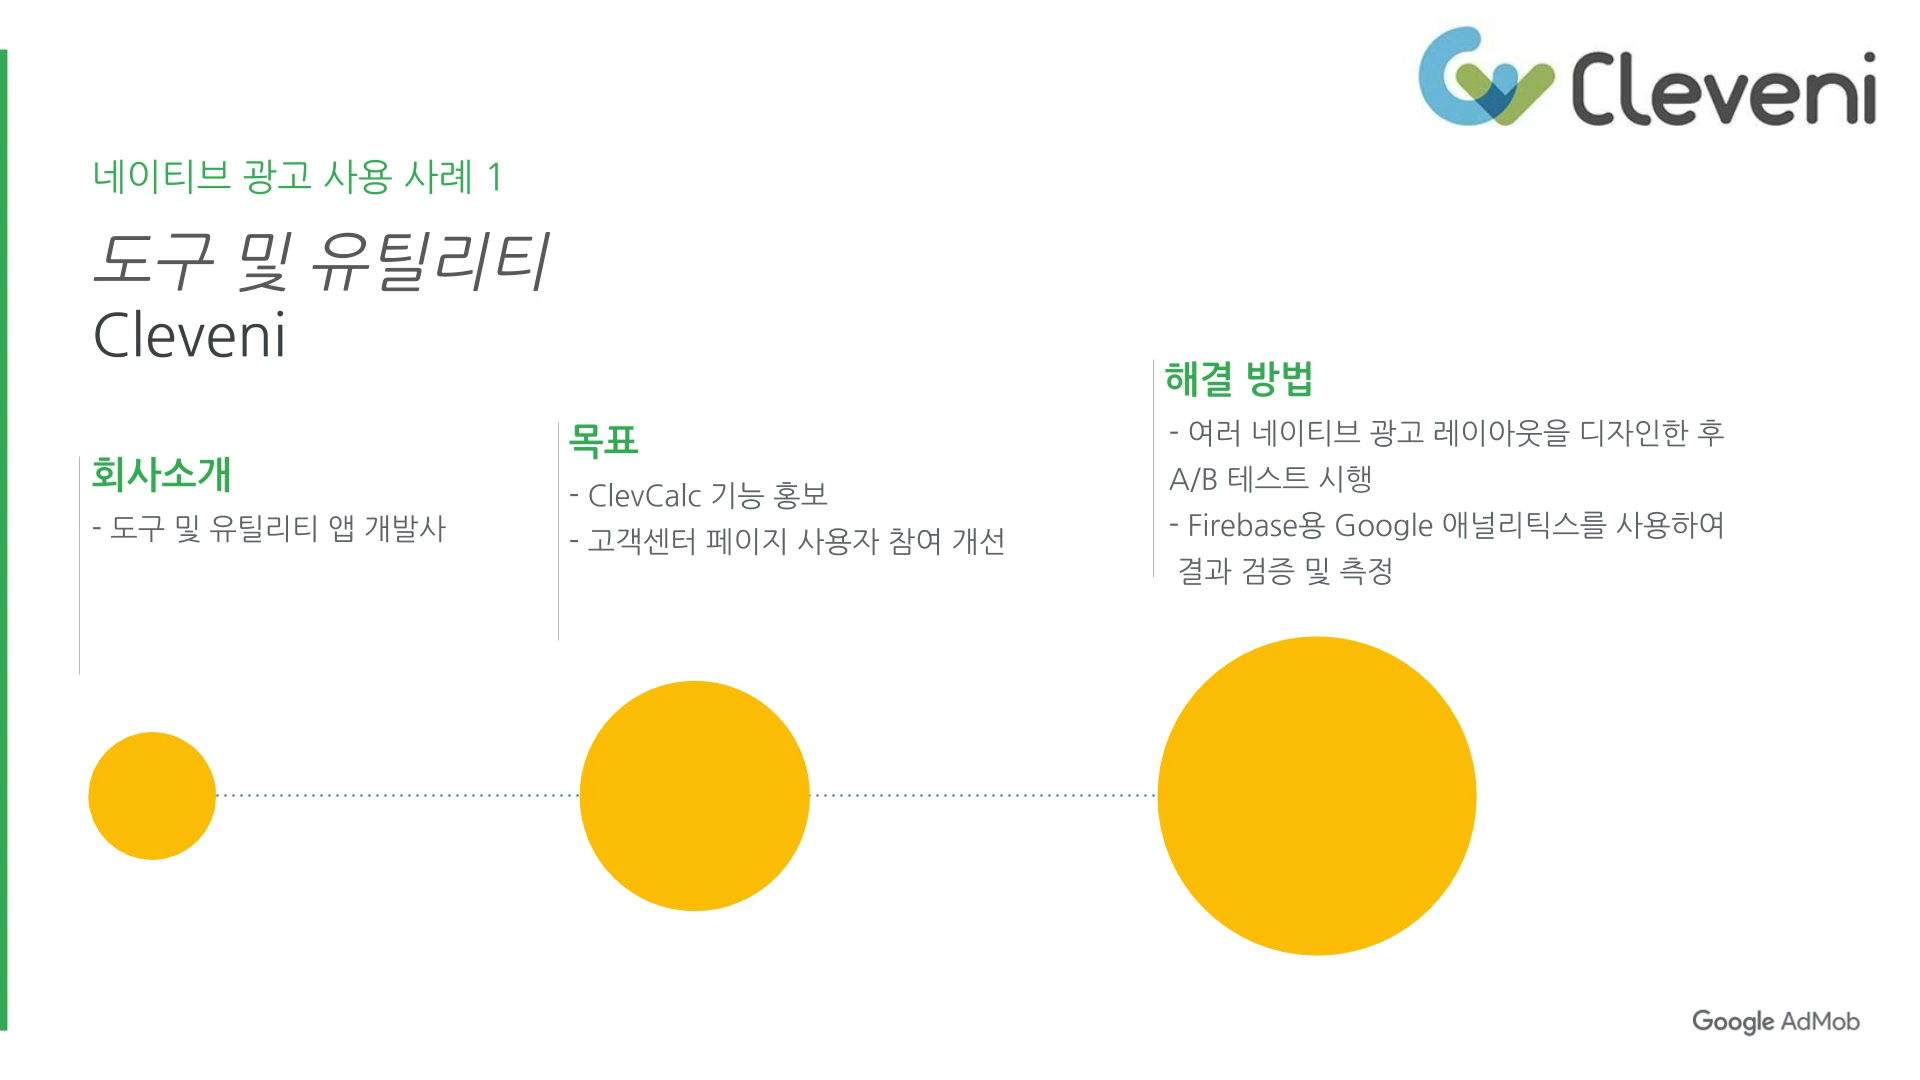 Cleveni
네이티브 광고 사용 사례 1
도구 및 유틸리티
Cleveni
회사소개
- 도구 및 유틸리티 앱 개발사
목표
- ClevCalc 기능 홍보
- 고객센터 페이지 사용자 참여 개선
해결 방법
- 여러 네이티브 광고 레이아웃을 디자인한 후
A/B 테스트 시행
- Firebase용 Google 애널리틱스를 사용하여
결과 검증 및 측정
Google AdMob